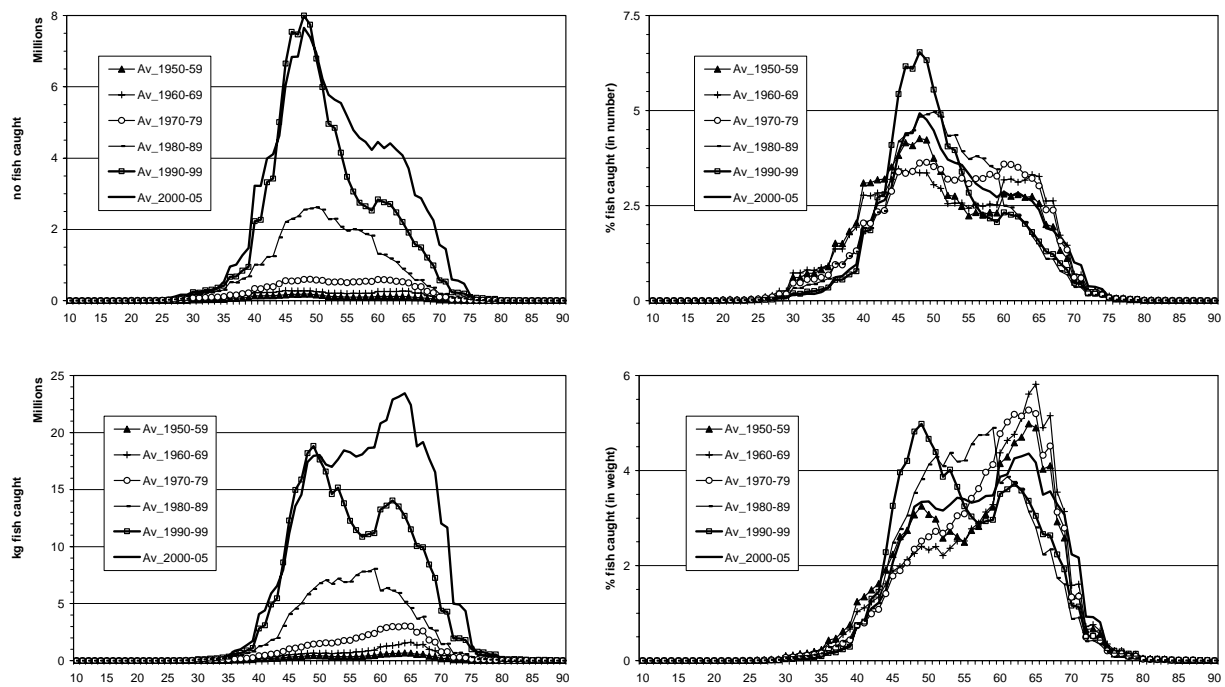 Millions
no fish caught
8
6
4
2
0
Av_1950-59
Av_1960-69
Av_1970-79
Av_1980-89
Av_1990-99
Av_2000-05
10 15 20 25 30 35 40 45 50 55 60 65 70 75 80 85 90
% fish caught (in number)
7.5
5
2.5
0
Av_1950-59
Av_1960-69
Av_1970-79
Av_1980-89
Av_1990-99
Av_2000-05
10 15 20 25 30 35 40 45 50 55 60 65 70 75 80 85 90
Millions
kg fish caught
25
20
15
10
5
0
Av_1950-59
Av_1960-69
Av_1970-79
Av_1980-89
Av_1990-99
Av_2000-05
10 15 20 25 30 35 40 45 50 55 60 65 70 75 80 85 90
% fish caught (in weight)
6
4
2
0
Av_1950-59
Av_1960-69
Av_1970-79
Av_1980-89
Av_1990-99
Av_2000-05
10 15 20 25 30 35 40 45 50 55 60 65 70 75 80 85 90